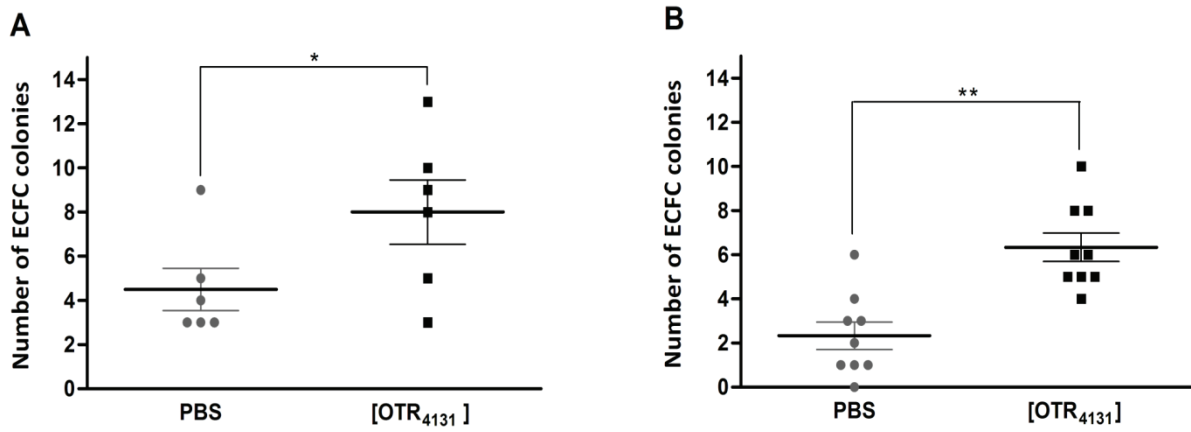 A
Number of ECFC colonies
14
12
10
8
6
4
2
0
*
PBS
[OTR4131 ]
B
Number of ECFC colonies
14
12
10
8
6
4
2
0
**
PBS
[OTR4131]